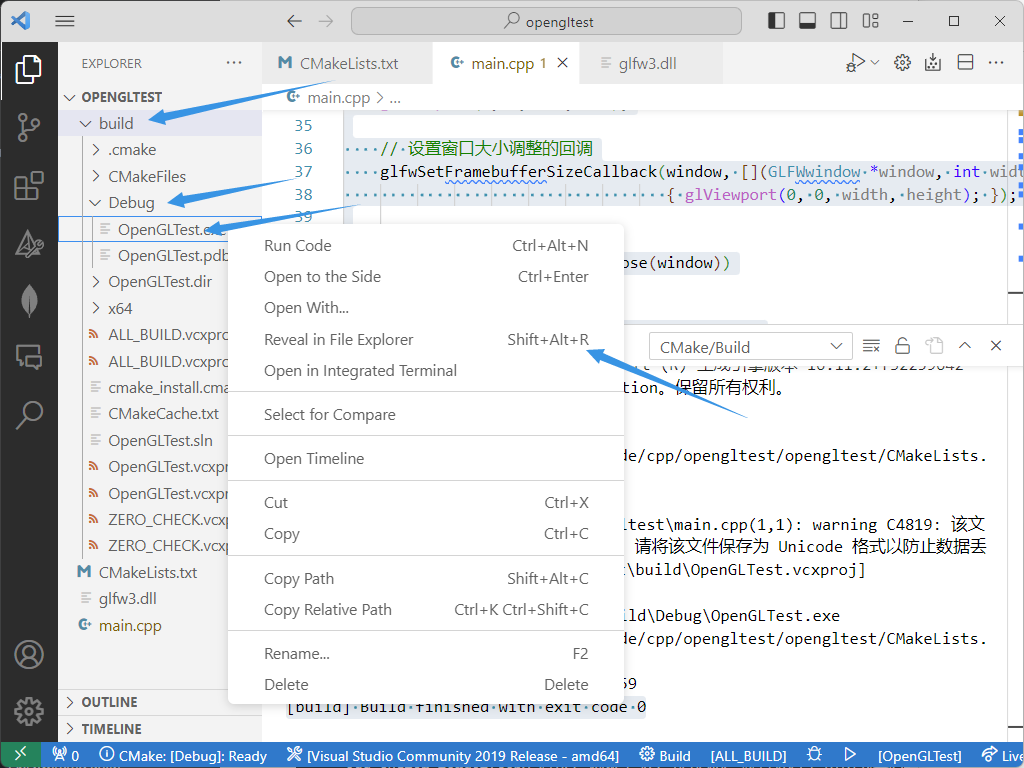 opengltest
EXPLORER
CMakeLists.txt
main.cpp 1
glfw3.dll
OPENGLTEST
main.cpp > ...
build
.cmake
CMakeFiles
Debug
OpenGLTest.exe
OpenGLTest.pdb
OpenGLTest.dir
x64
ALL_BUILD.vcxpro
ALL_BUILD.vcxpro
cmake_install.cma
CMakeCache.txt
OpenGLTest.sln
OpenGLTest.vcxpr
OpenGLTest.vcxpr
ZERO_CHECK.vcxp
ZERO_CHECK.vcxp
CMakeLists.txt
glfw3.dll
main.cpp
OUTLINE
TIMELINE
35
36 // 设置窗口大小调整的回调
37 glfwSetFramebufferSizeCallback(window, [](GLFWwindow *window, int widt
38 { glViewport(0, 0, width, height); });
39
ose(window))
Run Code Ctrl+Alt+N
Open to the Side Ctrl+Enter
Open With...
Reveal in File Explorer Shift+Alt+R
Open in Integrated Terminal
Select for Compare
Open Timeline
Cut Ctrl+X
Copy Ctrl+C
Copy Path Shift+Alt+C
Copy Relative Path Ctrl+K Ctrl+Shift+C
Rename... F2
Delete Delete
CMake/Build
tion。保留所有权利。
de/cpp/opengltest/opengltest/CMakeLists.
ltest\main.cpp(1,1): warning C4819: 该文
请将该文件保存为 Unicode 格式以防止数据丢
t\build\OpenGLTest.vcxproj]
ild\Debug\OpenGLTest.exe
de/cpp/opengltest/opengltest/CMakeLists.
59
[build] Build finished with exit code 0
0 CMake: [Debug]: Ready [Visual Studio Community 2019 Release - amd64] Build [ALL_BUILD] [OpenGLTest] Live